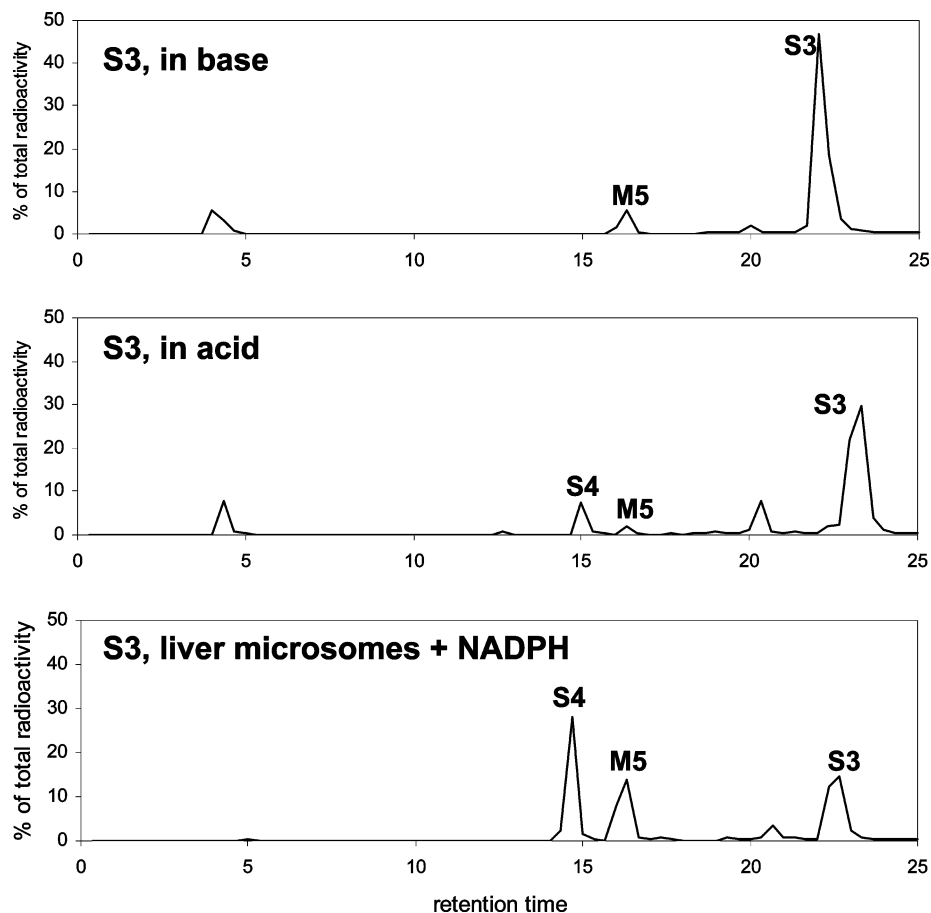 50
S3, in base
S3
40
30
20
10
0
M5
% of total radioactivity
0 5 10 15 20 25
50
S3, in acid
40
S3
30
20
10
0
S4
M5
% of total radioactivity
0 5 10 15 20 25
50
S3, liver microsomes + NADPH
40
S4
30
M5
S3
20
10
0
% of total radioactivity
0 5 10 15 20 25
retention time